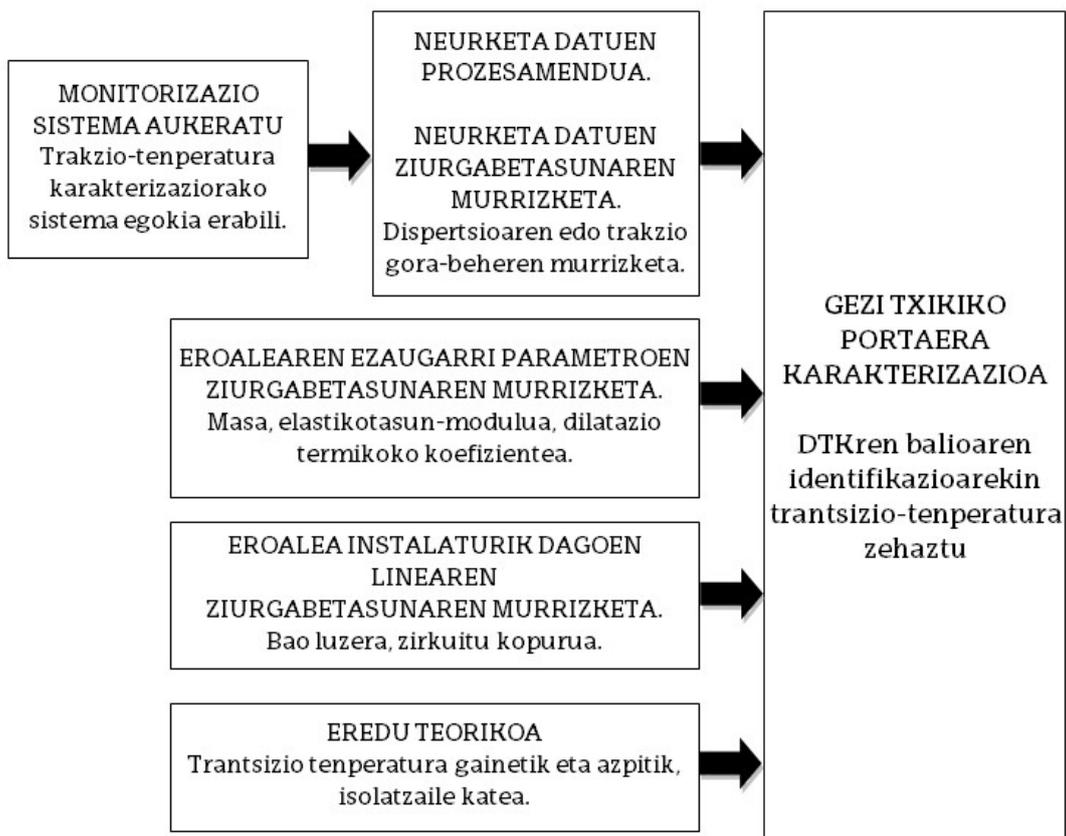 MONITORIZAZIO
SISTEMA AUKERATU
Trakzio-tenperatura
karakterizaziorako
sistema egokia erabili.
NEURKETA DATUEN
PROZESAMENDUA.
NEURKETA DATUEN
ZIURGABETASUNAREN
MURRIZKETA.
Dispertsioaren edo trakzio
gora-beheren murrizketa.
EROALEAREN EZAUGARRI PARAMETROEN
ZIURGABETASUNAREN MURRIZKETA.
Masa, elastikotasun-modulua, dilatazio
termikoko koefizientea.
EROALEA INSTALATURIK DAGOEN
LINEAREN
ZIURGABETASUNAREN MURRIZKETA.
Bao luzera, zirkuitu kopurua.
EREDU TEORIKOA
Trantsizio tenperatura gainetik eta azpitik,
isolatzaile katea.
GEZI TXIKIKO
PORTAERA
KARAKTERIZAZIOA
DTKren balioaren
identifikazioarekin
trantsizio-tenperatura
zehaztu